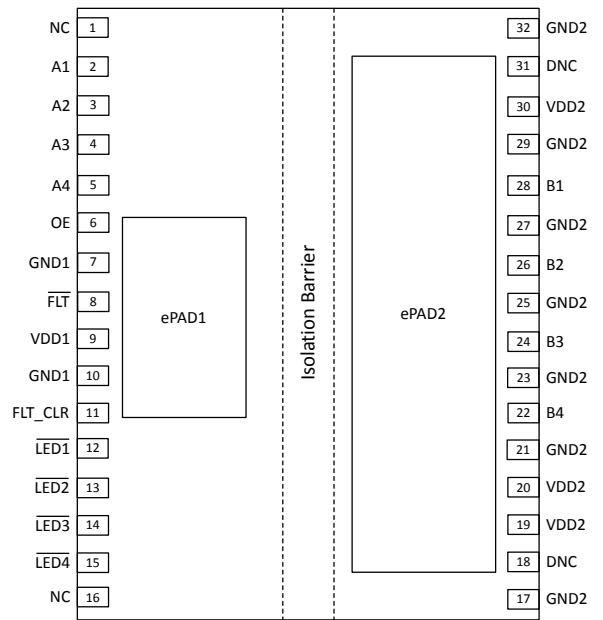 NC 1
A1 2
A2 3
A3 4
A4 5
OE 6
GND1 7
FLT 8
VDD1 9
GND1 10
FLT_CLR 11
LED1 12
LED2 13
LED3 14
LED4 15
NC 16
ePAD1
Isolation Barrier
ePAD2
32 GND2
31 DNC
30 VDD2
29 GND2
28 B1
27 GND2
26 B2
25 GND2
24 B3
23 GND2
22 B4
21 GND2
20 VDD2
19 VDD2
18 DNC
17 GND2